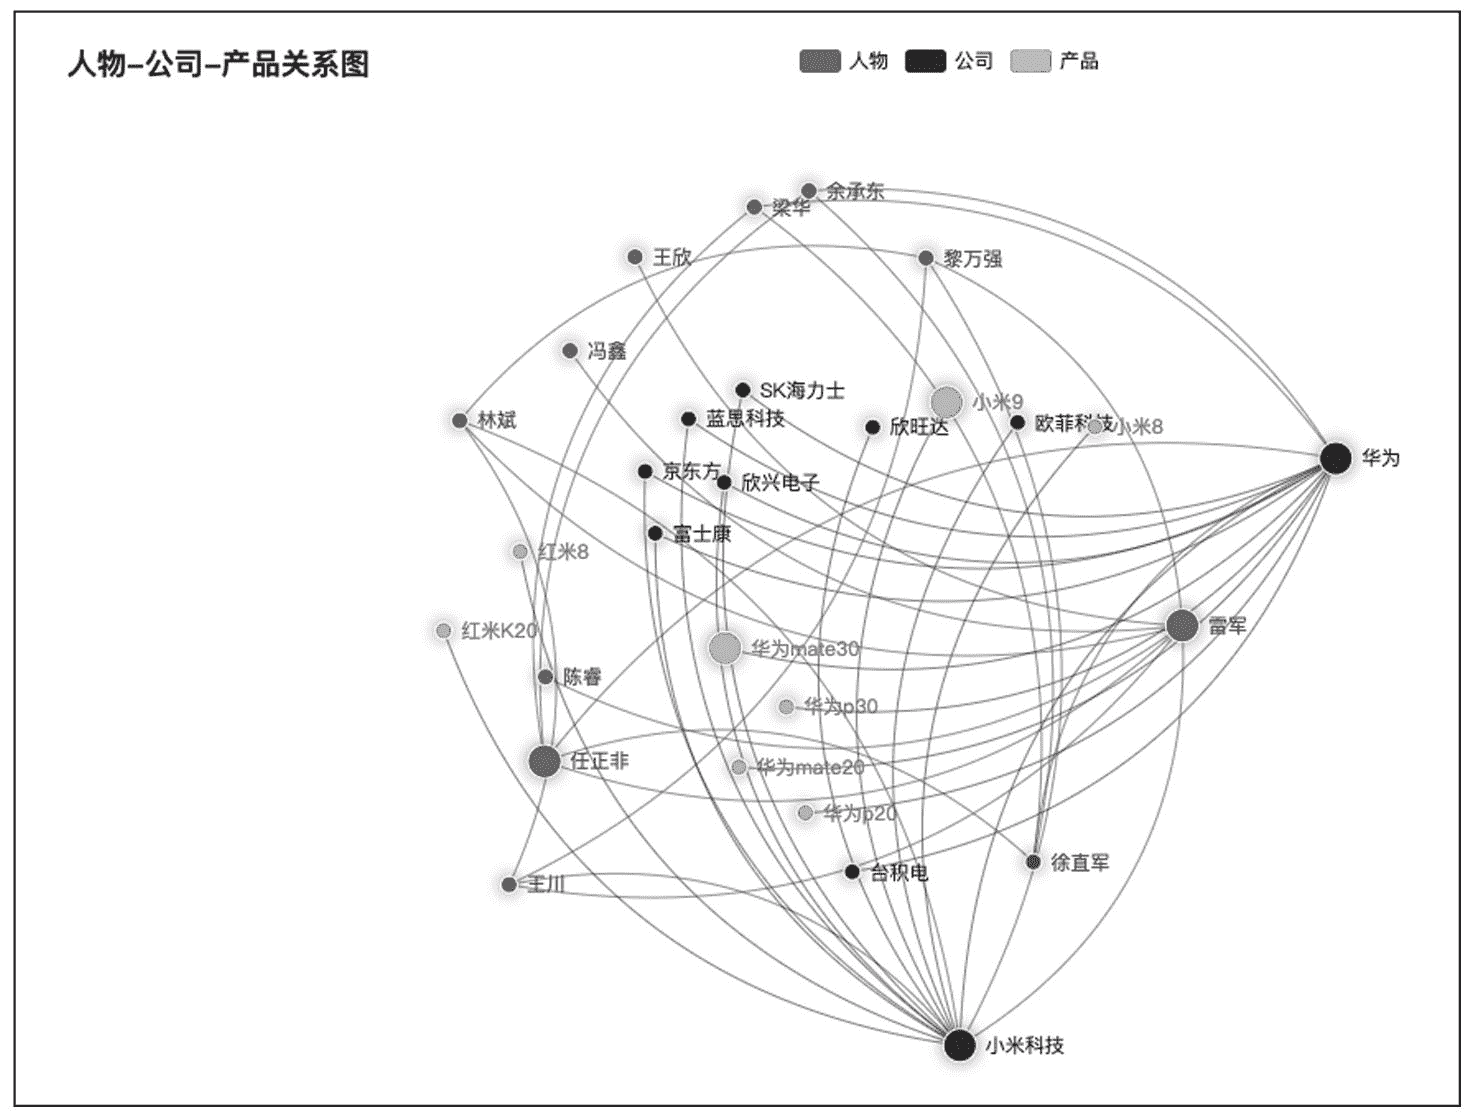 人物-公司-产品关系图
人物
公司
产品
余承东
梁华
王欣
黎万强
冯鑫
SK海力士
小米9
林斌
蓝思科技
欣旺达
欧菲科技
小米8
华为
京东方
欣兴电子
富士康
红米8
雷军
红米K20
华为mate30
陈睿
华为p30
任正非
华为mate20
华为p20
徐直军
台积电
王川
小米科技